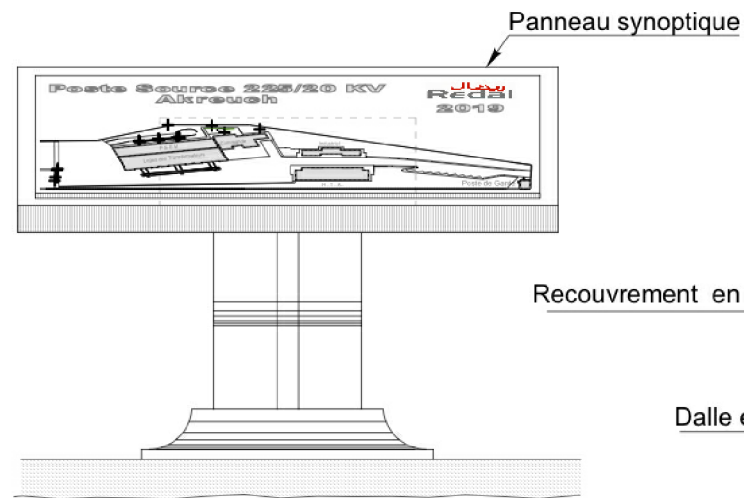 Panneau synoptique
Poste Source 225/20 KV
Akreuch
ريضال
Redal
2019
Poste de Garde
Recouvrement en
Dalle e